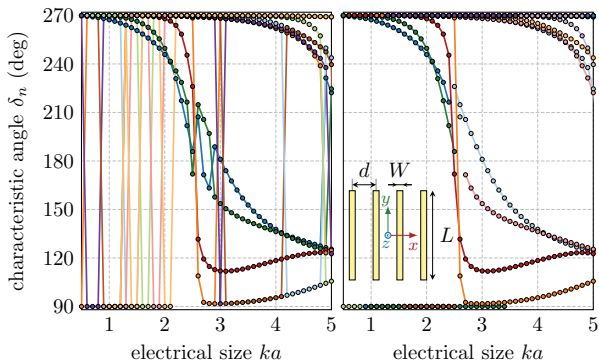 characteristic angle δₙ (deg)
270
240
210
180
150
120
90
1
2
3
4
5
electrical size ka
d
W
y
z
x
L
1
2
3
4
5
electrical size ka